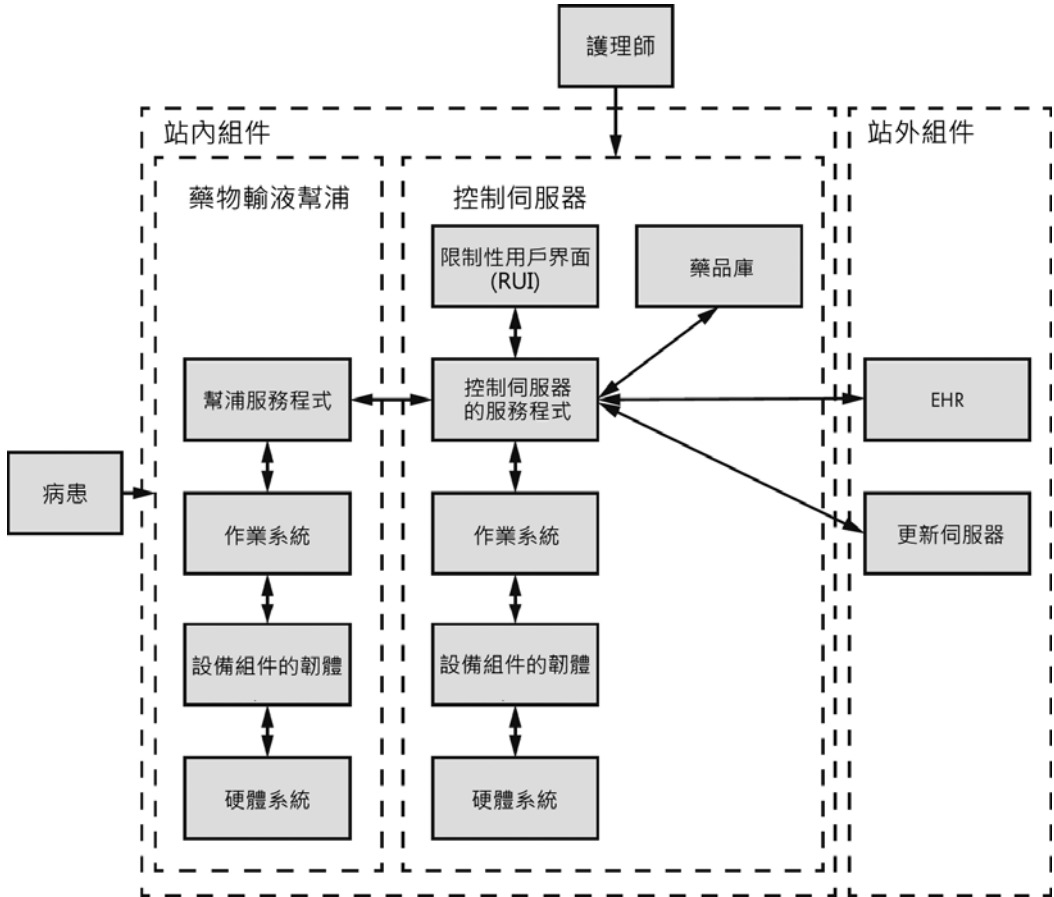 護理師
站內組件
站外組件
藥物輸液幫浦
控制伺服器
限制性用戶界面
(RUI)
藥品庫
幫浦服務程式
控制伺服器
的服務程式
EHR
病患
作業系統
作業系統
更新伺服器
設備組件的韌體
設備組件的韌體
硬體系統
硬體系統